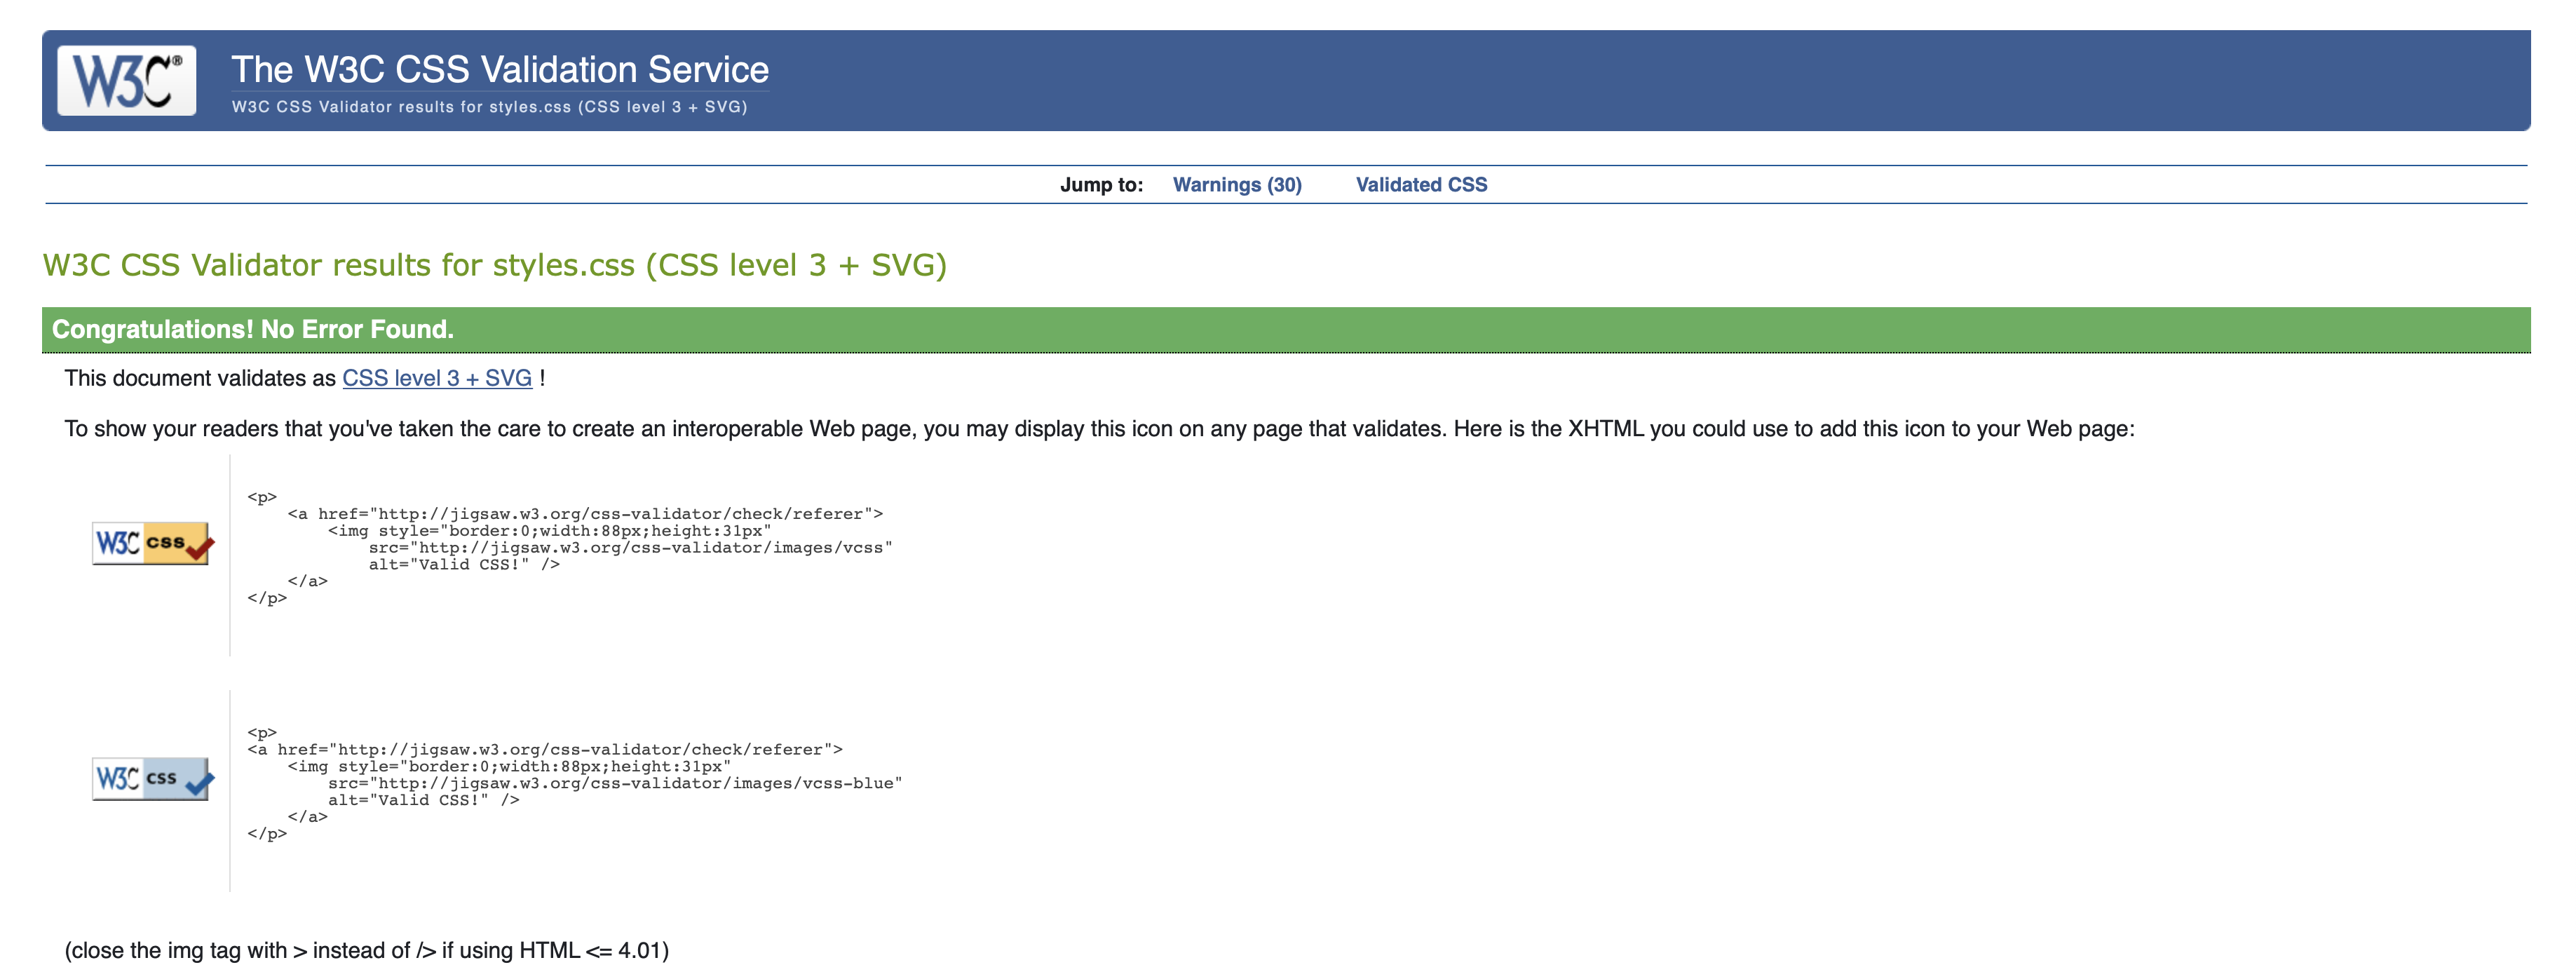 W3C®
The W3C CSS Validation Service
W3C CSS Validator results for styles.css (CSS level 3 + SVG)
Jump to: Warnings (30) Validated CSS
W3C CSS Validator results for styles.css (CSS level 3 + SVG)
Congratulations! No Error Found.
This document validates as CSS level 3 + SVG !
To show your readers that you've taken the care to create an interoperable Web page, you may display this icon on any page that validates. Here is the XHTML you could use to add this icon to your Web page:
W3C css
<p>
    <a href="http://jigsaw.w3.org/css-validator/check/referer">
        <img style="border:0;width:88px;height:31px"
            src="http://jigsaw.w3.org/css-validator/images/vcss"
            alt="Valid CSS!" />
    </a>
</p>
W3C css
<p>
<a href="http://jigsaw.w3.org/css-validator/check/referer">
    <img style="border:0;width:88px;height:31px"
        src="http://jigsaw.w3.org/css-validator/images/vcss-blue"
        alt="Valid CSS!" />
    </a>
</p>
(close the img tag with > instead of /> if using HTML <= 4.01)